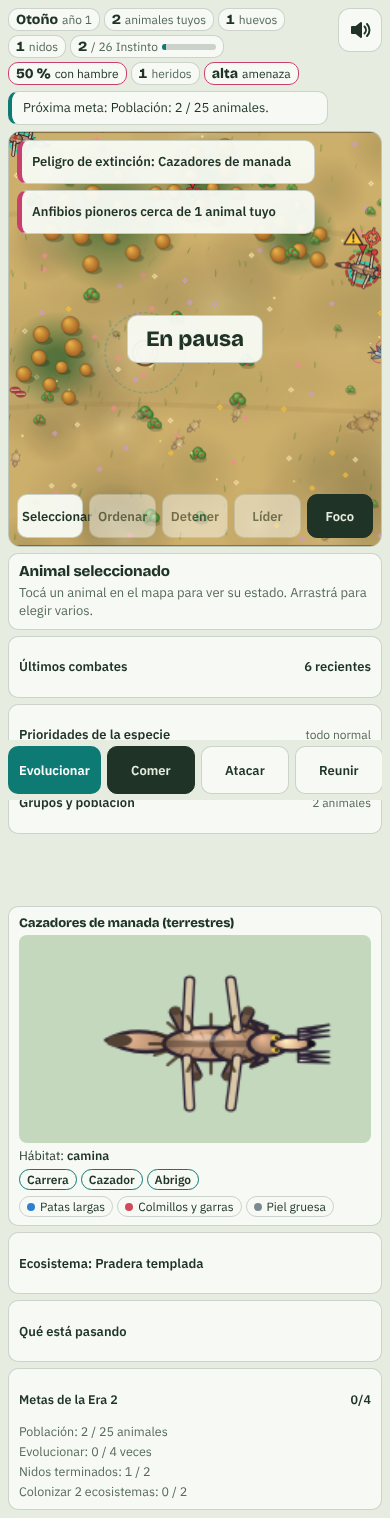 Otoño año 1
2 animales tuyos
1 huevos
1 nidos
2 / 26 Instinto
50 % con hambre
1 heridos
alta amenaza
Próxima meta: Población: 2 / 25 animales.
Peligro de extinción: Cazadores de manada
Anfibios pioneros cerca de 1 animal tuyo
En pausa
Seleccionar
Ordenar
Detener
Líder
Foco
Animal seleccionado
Tocá un animal en el mapa para ver su estado. Arrastrá para
elegir varios.
Últimos combates
6 recientes
Prioridades de la especie
todo normal
Evolucionar
Comer
Atacar
Reunir
Grupos y población
2 animales
Cazadores de manada (terrestres)
Hábitat: camina
Carrera
Cazador
Abrigo
Patas largas
Colmillos y garras
Piel gruesa
Ecosistema: Pradera templada
Qué está pasando
Metas de la Era 2
0/4
Población: 2 / 25 animales
Evolucionar: 0 / 4 veces
Nidos terminados: 1 / 2
Colonizar 2 ecosistemas: 0 / 2